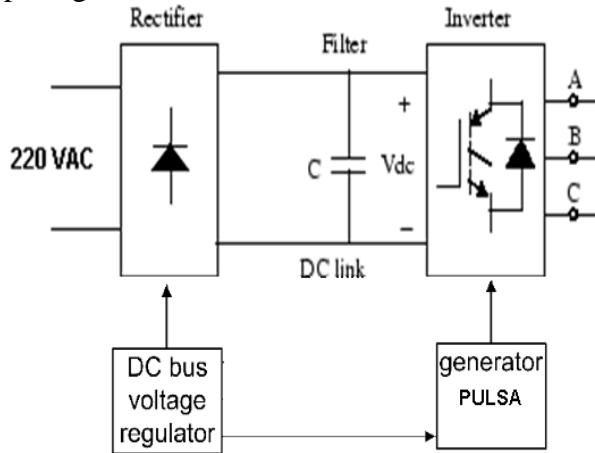 Rectifier
Filter
Inverter
220 VAC
C
+
Vdc
−
DC link
A
B
C
DC bus
voltage
regulator
generator
PULSA